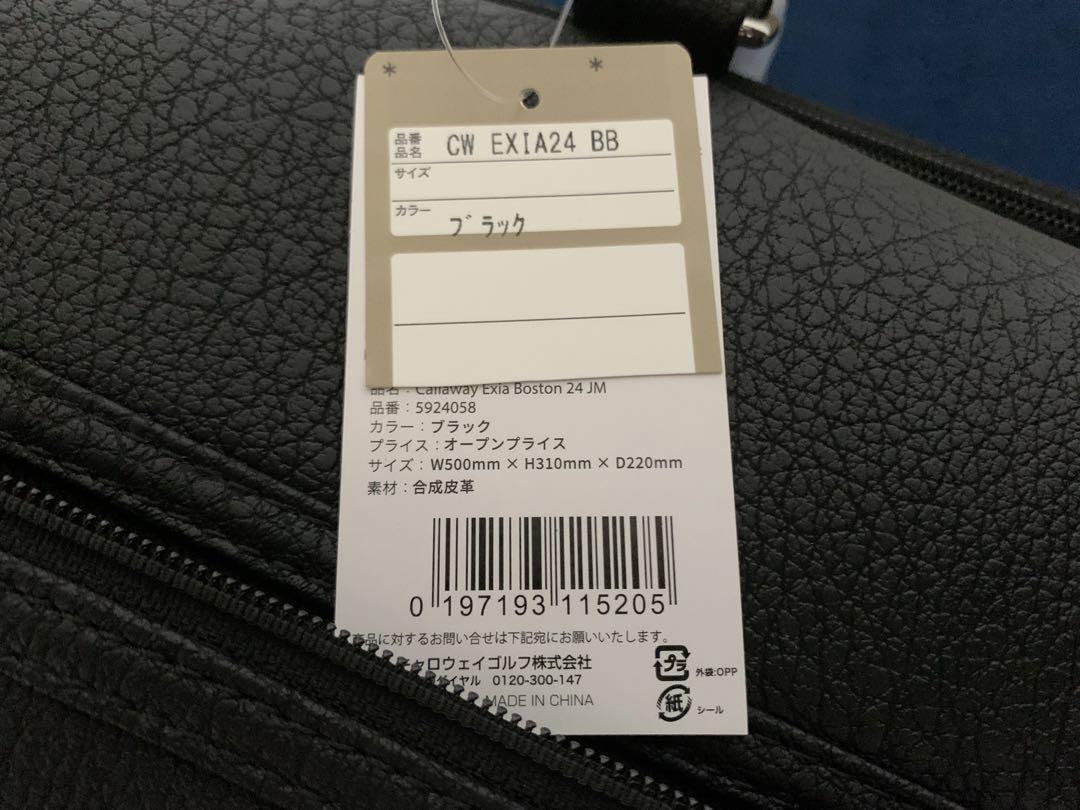 品番
品名 CW EXIA24 BB
サイズ
カラー ブラック
品名：Callaway Exia Boston 24 JM
品番：5924058
カラー：ブラック
プライス：オープンプライス
サイズ：W500mm × H310mm × D220mm
素材：合成皮革
0 197193 115205
商品に対するお問い合せは下記宛にお願いいたします。
キャロウェイゴルフ株式会社
イヤル 0120-300-147
MADE IN CHINA
プラ 外袋:OPP
紙 シール